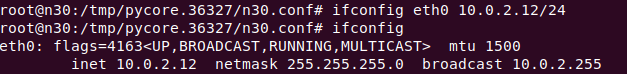 root@n30:/tmp/pycore.36327/n30.conf# ifconfig eth0 10.0.2.12/24
root@n30:/tmp/pycore.36327/n30.conf# ifconfig
eth0: flags=4163<UP,BROADCAST,RUNNING,MULTICAST>  mtu 1500
        inet 10.0.2.12  netmask 255.255.255.0  broadcast 10.0.2.255